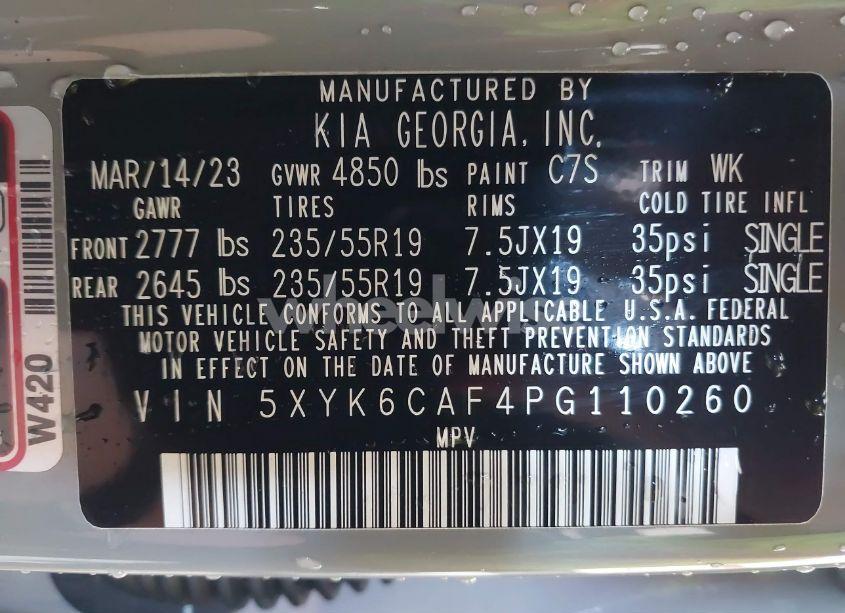 MANUFACTURED BY
KIA GEORGIA, INC.
MAR/14/23 GVWR 4850 lbs PAINT C7S TRIM WK
GAWR TIRES RIMS COLD TIRE INFL
FRONT 2777 lbs 235/55R19 7.5JX19 35psi SINGLE
REAR 2645 lbs 235/55R19 7.5JX19 35psi SINGLE
THIS VEHICLE CONFORMS TO ALL APPLICABLE U.S.A. FEDERAL
MOTOR VEHICLE SAFETY AND THEFT PREVENTION STANDARDS
IN EFFECT ON THE DATE OF MANUFACTURE SHOWN ABOVE
VIN 5XYK6CAF4PG110260
MPV
W420